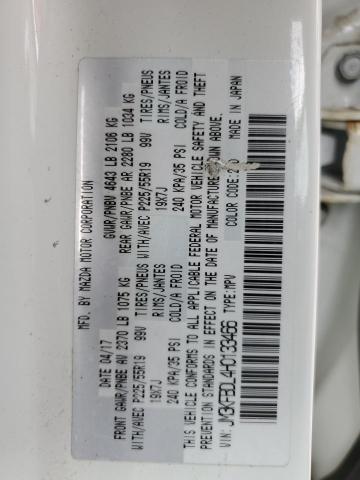 MFD. BY MAZDA MOTOR CORPORATION
DATE 04/17 GVWR/PNBV 4643 LB 2106 KG
FRONT GAWR/PNBE AV 2370 LB 1075 KG REAR GAWR/PNBE AR 2280 LB 1034 KG
WITH/AVEC P225/55R19 99V TIRES/PNEUS WITH/AVEC P225/55R19 99V TIRES/PNEUS
19X7J RIMS/JANTES 19X7J RIMS/JANTES
240 KPA/35 PSI COLD/A FROID 240 KPA/35 PSI COLD/A FROID
THIS VEHICLE CONFORMS TO ALL APPLICABLE FEDERAL MOTOR VEHICLE SAFETY AND THEFT
PREVENTION STANDARDS IN EFFECT ON THE DATE OF MANUFACTURE SHOWN ABOVE.
VIN: JM3KFBDL4H0133466 TYPE:MPV COLOR CODE: MADE IN JAPAN